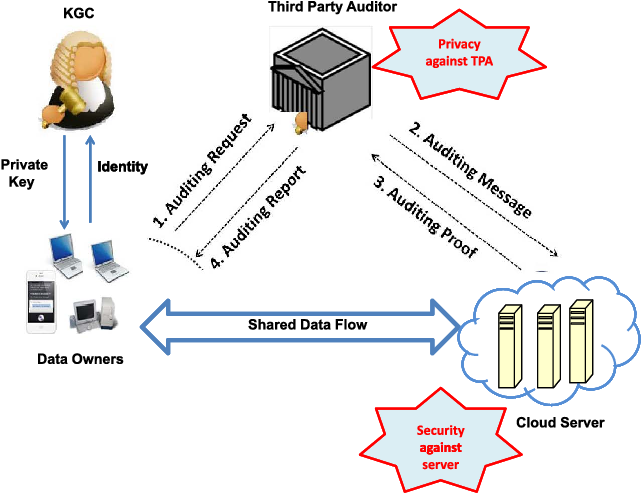 KGC
Third Party Auditor
Privacy
against TPA
Private
Key
Identity
1. Auditing Request
4. Auditing Report
2. Auditing Message
3. Auditing Proof
Shared Data Flow
Data Owners
Cloud Server
Security
against
server